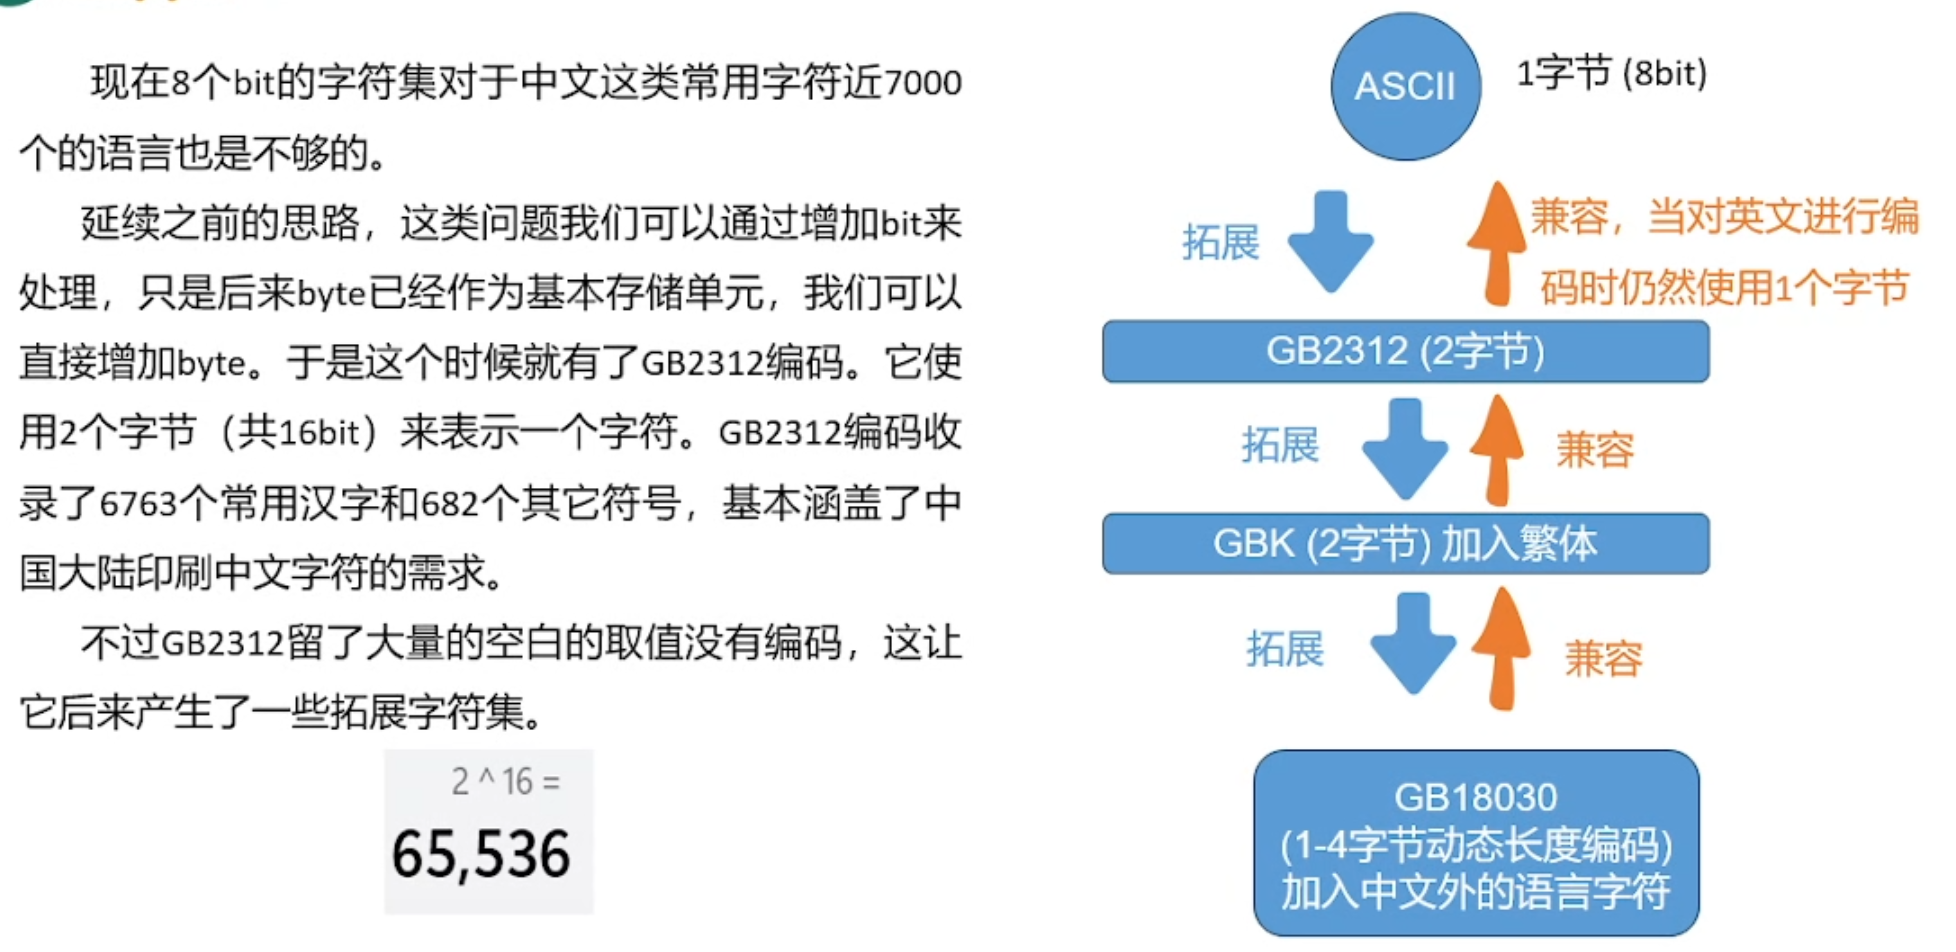 现在8个bit的字符集对于中文这类常用字符近7000
个的语言也是不够的。
延续之前的思路，这类问题我们可以通过增加bit来
处理，只是后来byte已经作为基本存储单元，我们可以
直接增加byte。于是这个时候就有了GB2312编码。它使
用2个字节（共16bit）来表示一个字符。GB2312编码收
录了6763个常用汉字和682个其它符号，基本涵盖了中
国大陆印刷中文字符的需求。
不过GB2312留了大量的空白的取值没有编码，这让
它后来产生了一些拓展字符集。
2 ^ 16 =
65,536
ASCII
1字节 (8bit)
拓展
兼容，当对英文进行编
码时仍然使用1个字节
GB2312 (2字节)
拓展
兼容
GBK (2字节) 加入繁体
拓展
兼容
GB18030
(1-4字节动态长度编码)
加入中文外的语言字符